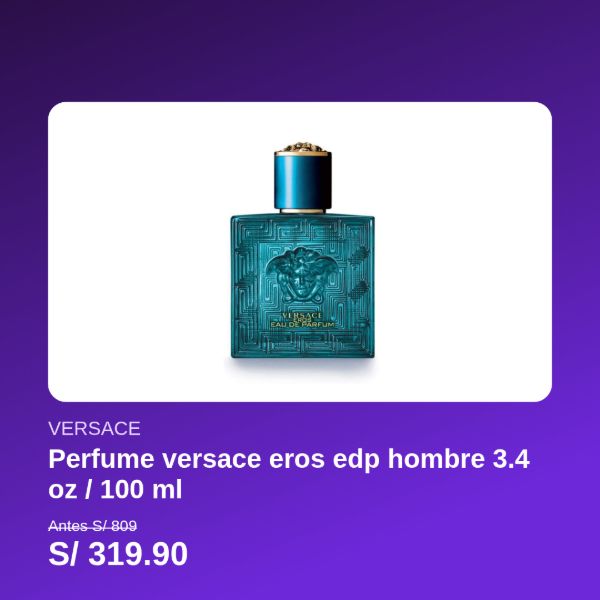 VERSACE
EROS
EAU DE PARFUM
VERSACE
Perfume versace eros edp hombre 3.4
oz / 100 ml
Antes S/ 809
S/ 319.90